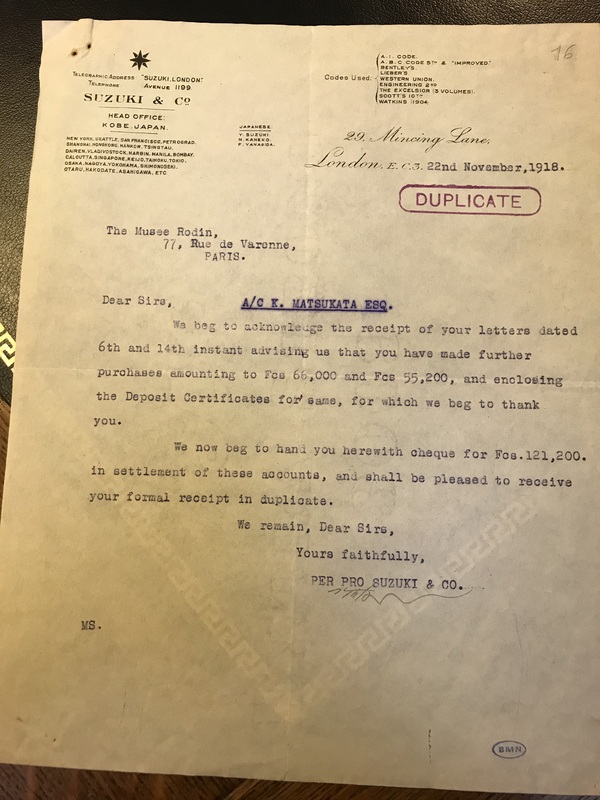 16
TELEGRAPHIC ADDRESS "SUZUKI, LONDON"
TELEPHONE AVENUE 1199.
SUZUKI & Co
HEAD OFFICE:
KOBE, JAPAN.
NEW YORK, SEATTLE, SAN FRANCISCO, PETROGRAD,
SHANGHAI, HONGKONG, HANKOW, TSINGTAU,
DAIREN, VLADIVOSTOCK, HARBIN, MANILA, BOMBAY,
CALCUTTA, SINGAPORE, KEIJO, TAIHOKU, TOKIO,
OSAKA, NAGOYA, YOKOHAMA, SHIMONOSEKI,
OTARU, HAKODATE, ASAHIGAWA, ETC
JAPANESE.
Y. SUZUKI
N. KANEKO.
F. YANAGIDA.
Codes Used:
A.I. CODE.
A.B.C. CODE 5TH & "IMPROVED."
BENTLEY'S.
LIEBER'S
WESTERN UNION.
ENGINEERING 2ND
THE EXCELSIOR (3 VOLUMES).
SCOTT'S 10TH
WATKINS (1904)
29, Mincing Lane,
London, E.C.3. 22nd November,1918.
DUPLICATE
The Musee Rodin,
77, Rue de Varenne,
PARIS.
Dear Sirs,
A/C K. MATSUKATA ESQ.
We beg to acknowledge the receipt of your letters dated
6th and 14th instant advising us that you have made further
purchases amounting to Fcs 66,000 and Fcs 55,200, and enclosing
the Deposit Certificates for same, for which we beg to thank
you.
We now beg to hand you herewith cheque for Fcs.121,200.
in settlement of these accounts, and shall be pleased to receive
your formal receipt in duplicate.
We remain, Dear Sirs,
Yours faithfully,
PER PRO SUZUKI & CO.
MS.
BMN